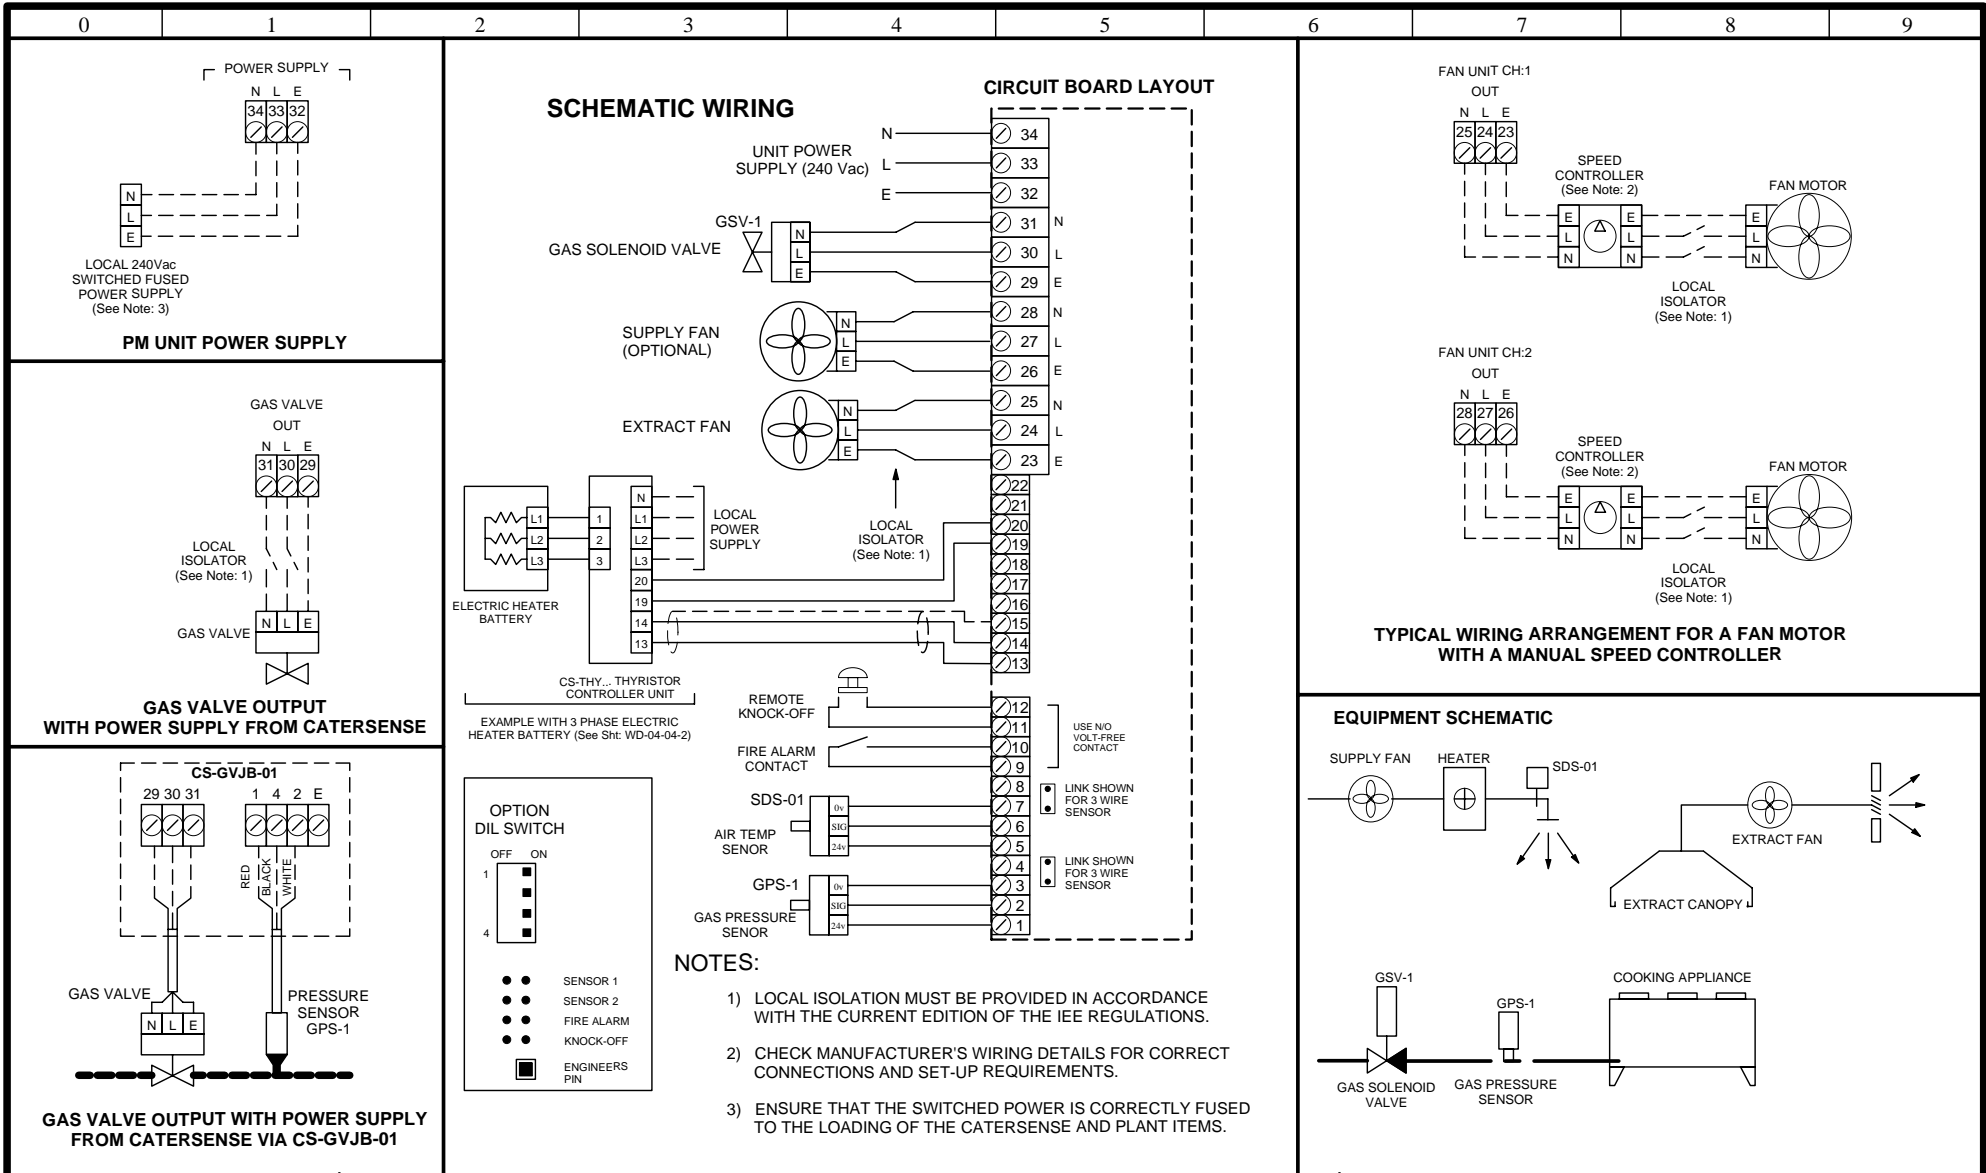 0 1 2 3 4 5 6 7 8 9
POWER SUPPLY
N L E
34 33 32
N
L
E
LOCAL 240Vac
SWITCHED FUSED
POWER SUPPLY
(See Note: 3)
PM UNIT POWER SUPPLY
GAS VALVE
OUT
N L E
31 30 29
LOCAL
ISOLATOR
(See Note: 1)
N L E
GAS VALVE
GAS VALVE OUTPUT
WITH POWER SUPPLY FROM CATERSENSE
CS-GVJB-01
29 30 31 1 4 2 E
RED
BLACK
WHITE
GAS VALVE
N L E
PRESSURE
SENSOR
GPS-1
GAS VALVE OUTPUT WITH POWER SUPPLY
FROM CATERSENSE VIA CS-GVJB-01
SCHEMATIC WIRING
CIRCUIT BOARD LAYOUT
UNIT POWER
SUPPLY (240 Vac)
N 34
L 33
E 32
GSV-1
GAS SOLENOID VALVE
N 31 N
L 30 L
E 29 E
SUPPLY FAN
(OPTIONAL)
N 28 N
L 27 L
E 26 E
EXTRACT FAN
N 25 N
L 24 L
E 23 E
22
21
20
19
18
17
16
15
14
13
LOCAL
ISOLATOR
(See Note: 1)
N
L1 1 L1
L2 2 L2
L3 3 L3
20
19
14
13
LOCAL
POWER
SUPPLY
ELECTRIC HEATER
BATTERY
CS-THY... THYRISTOR
CONTROLLER UNIT
EXAMPLE WITH 3 PHASE ELECTRIC
HEATER BATTERY (See Sht: WD-04-04-2)
REMOTE
KNOCK-OFF
12
11
FIRE ALARM
CONTACT
10
9
USE N/O
VOLT-FREE
CONTACT
SDS-01
AIR TEMP
SENOR
0v
SIG
24v
8
7
6
5
LINK SHOWN
FOR 3 WIRE
SENSOR
GPS-1
GAS PRESSURE
SENOR
0v
SIG
24v
4
3
2
1
LINK SHOWN
FOR 3 WIRE
SENSOR
OPTION
DIL SWITCH
OFF ON
1
4
SENSOR 1
SENSOR 2
FIRE ALARM
KNOCK-OFF
ENGINEERS
PIN
NOTES:
1) LOCAL ISOLATION MUST BE PROVIDED IN ACCORDANCE
WITH THE CURRENT EDITION OF THE IEE REGULATIONS.
2) CHECK MANUFACTURER'S WIRING DETAILS FOR CORRECT
CONNECTIONS AND SET-UP REQUIREMENTS.
3) ENSURE THAT THE SWITCHED POWER IS CORRECTLY FUSED
TO THE LOADING OF THE CATERSENSE AND PLANT ITEMS.
FAN UNIT CH:1
OUT
N L E
25 24 23
SPEED
CONTROLLER
(See Note: 2)
FAN MOTOR
E E E
L L L
N N N
LOCAL
ISOLATOR
(See Note: 1)
FAN UNIT CH:2
OUT
N L E
28 27 26
SPEED
CONTROLLER
(See Note: 2)
FAN MOTOR
E E E
L L L
N N N
LOCAL
ISOLATOR
(See Note: 1)
TYPICAL WIRING ARRANGEMENT FOR A FAN MOTOR
WITH A MANUAL SPEED CONTROLLER
EQUIPMENT SCHEMATIC
SUPPLY FAN
HEATER
SDS-01
EXTRACT FAN
EXTRACT CANOPY
GSV-1
GPS-1
COOKING APPLIANCE
GAS SOLENOID
VALVE
GAS PRESSURE
SENSOR